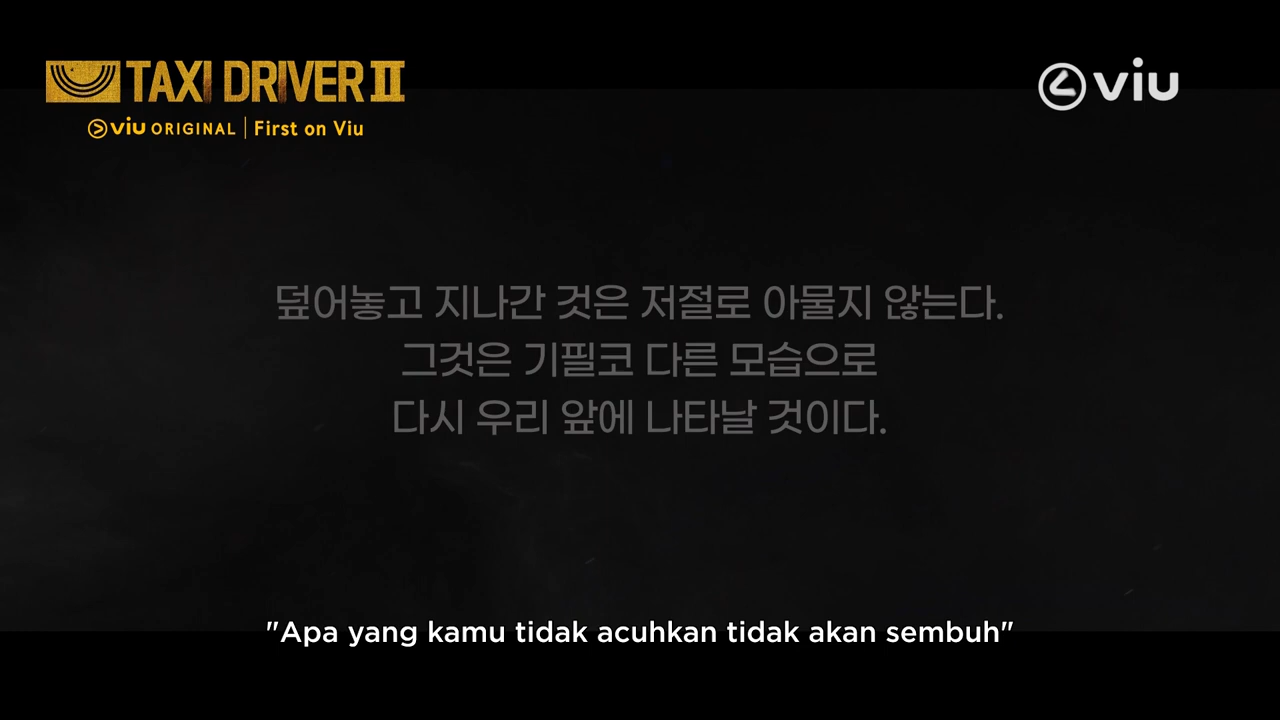 TAXI DRIVER II
viu ORIGINAL | First on Viu
viu
덮어놓고 지나간 것은 저절로 아물지 않는다.
그것은 기필코 다른 모습으로
다시 우리 앞에 나타날 것이다.
"Apa yang kamu tidak acuhkan tidak akan sembuh"